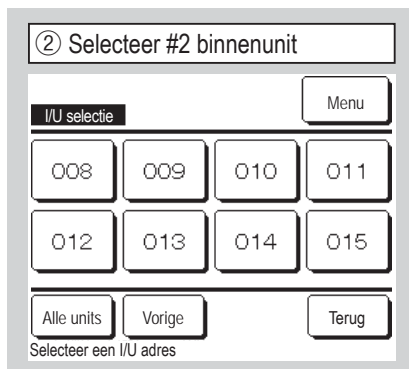 ② Selecteer #2 binnenunit
Menu
I/U selectie
008 009 010 011
012 013 014 015
Alle units Vorige Terug
Selecteer een I/U adres